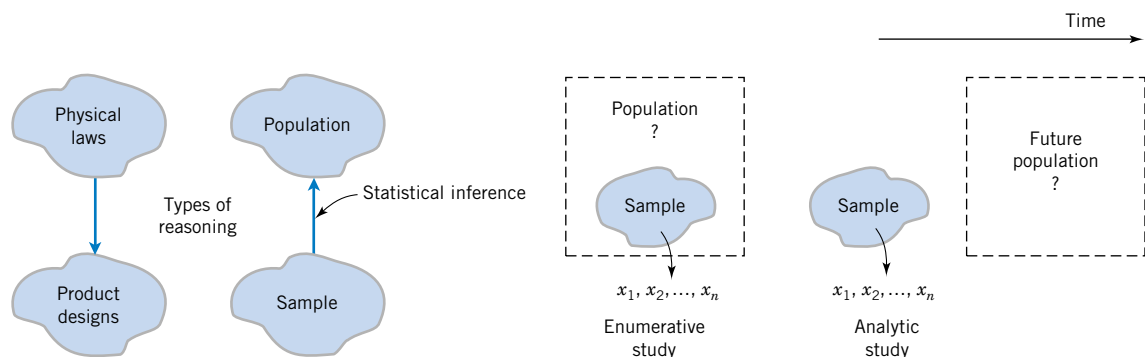 Time
Physical
laws
Population
Types of
reasoning
Statistical inference
Product
designs
Sample
Population
?
Sample
x₁, x₂,..., xₙ
Enumerative
study
Sample
x₁, x₂,..., xₙ
Analytic
study
Future
population
?